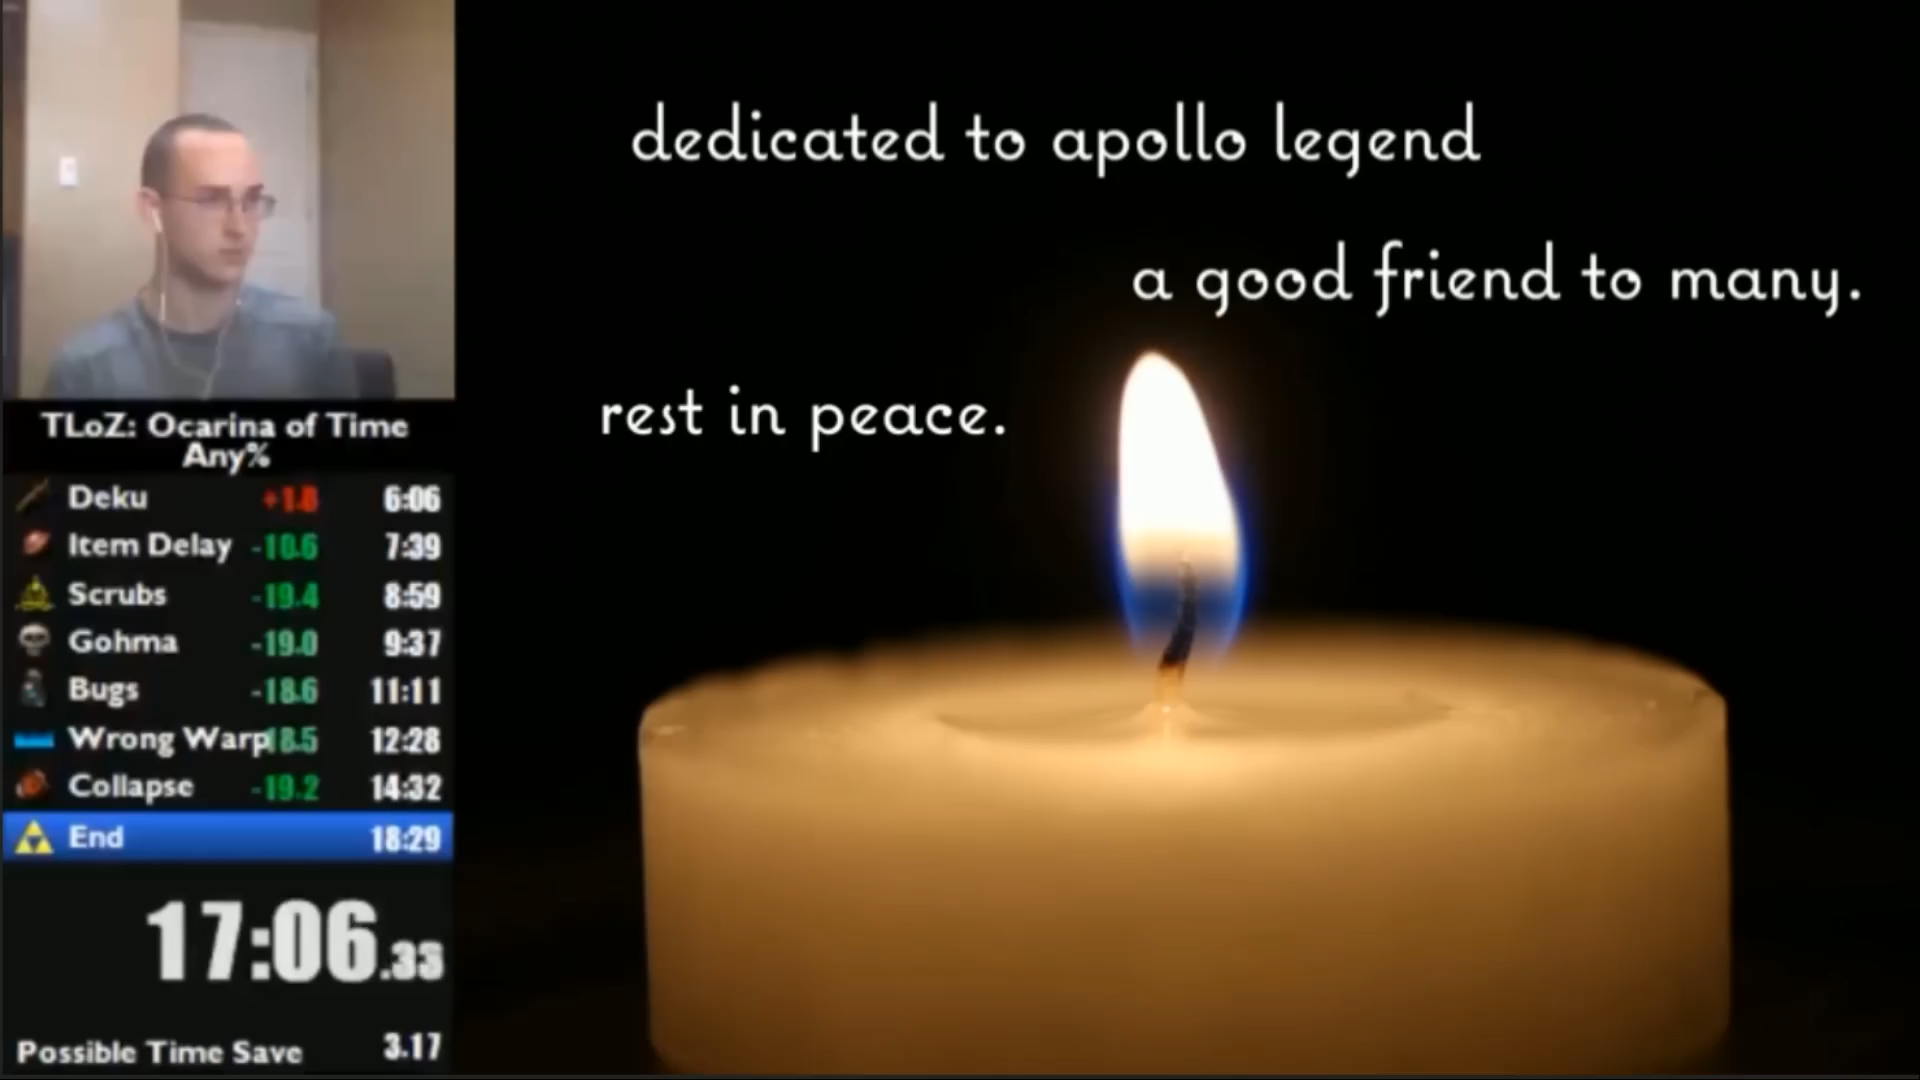 dedicated to apollo legend
a good friend to many.
rest in peace.
TLoZ: Ocarina of Time
Any%
Deku +1.8 6:06
Item Delay -10.6 7:39
Scrubs -19.4 8:59
Gohma -19.0 9:37
Bugs -18.6 11:11
Wrong Warp 18.5 12:28
Collapse -19.2 14:32
End 18:29
17:06.33
Possible Time Save 3.17